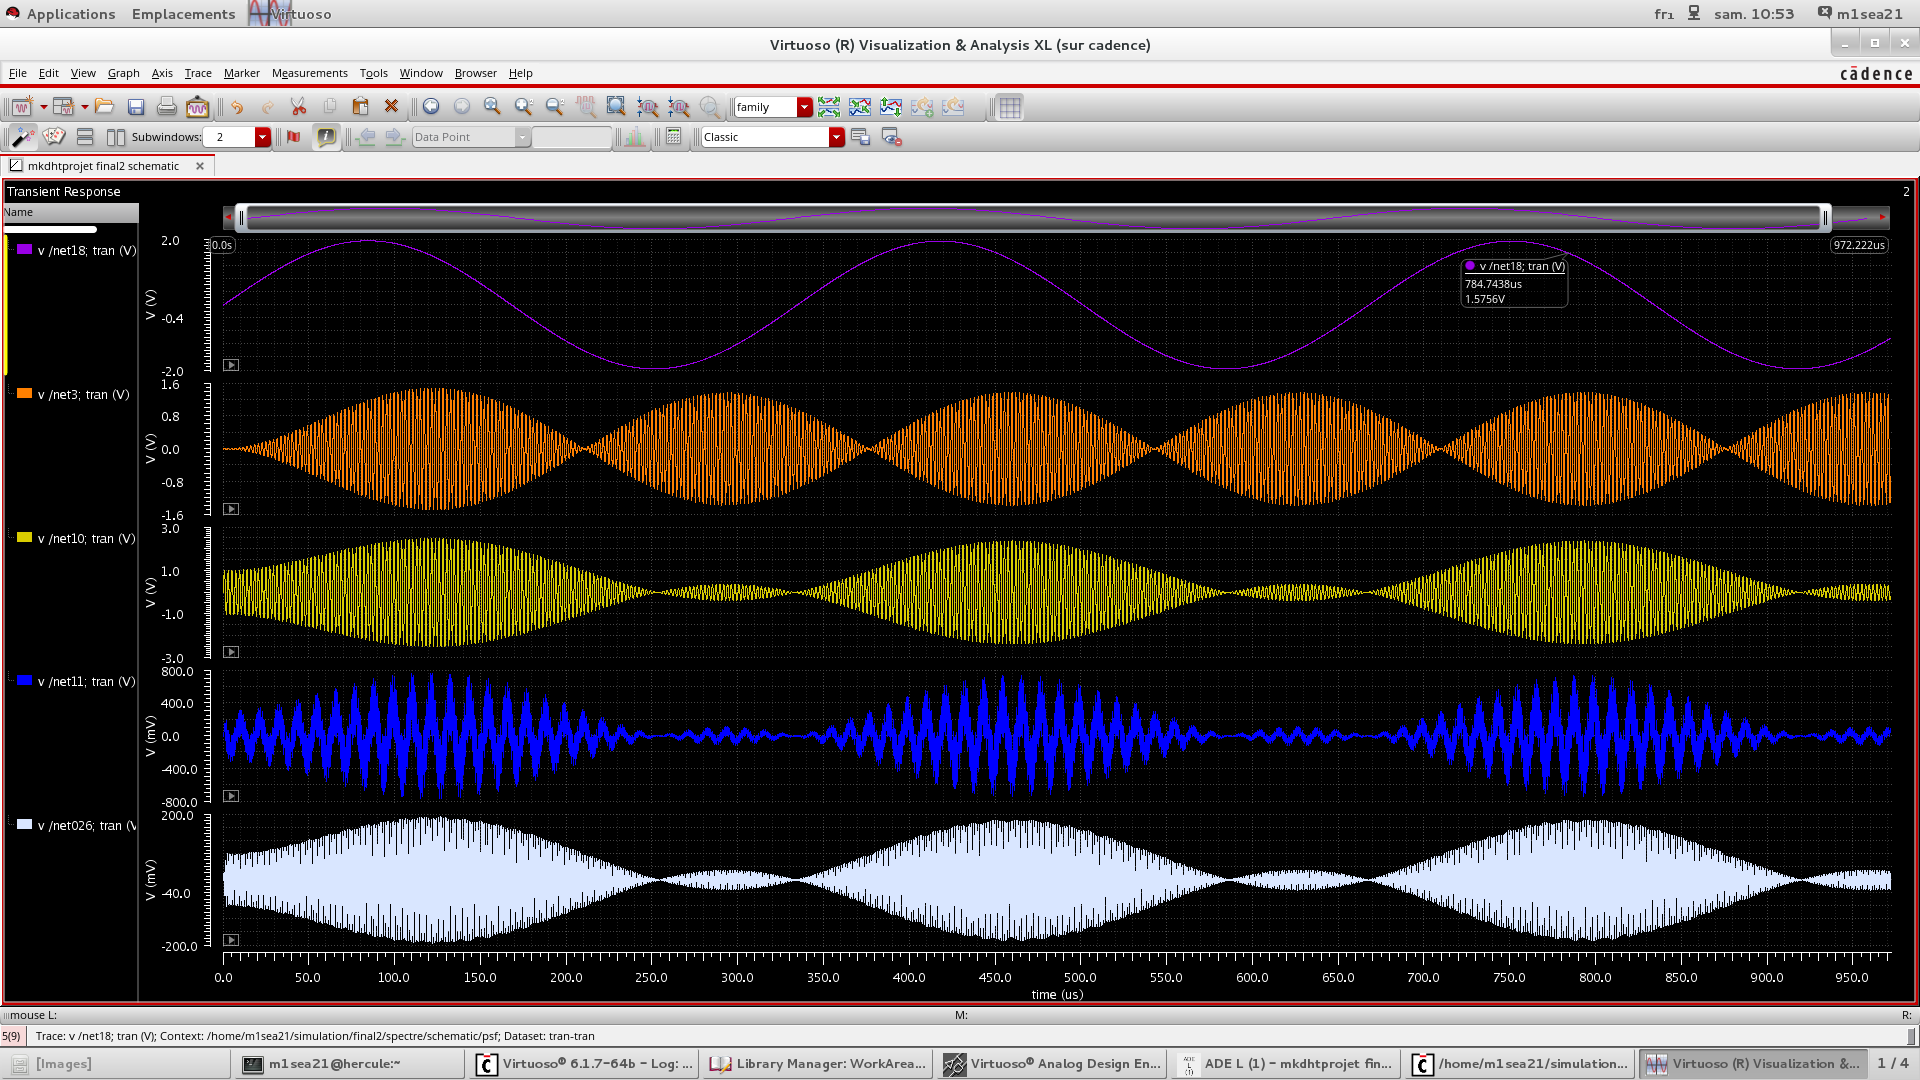 Applications Emplacements Virtuoso fr₁ sam. 10:53 m1sea21
Virtuoso (R) Visualization & Analysis XL (sur cadence)
File Edit View Graph Axis Trace Marker Measurements Tools Window Browser Help cādence
family
Subwindows: 2 Data Point Classic
mkdhtprojet final2 schematic
Transient Response 2
Name
0.0s 972.222us
v /net18; tran (V)
2.0
-0.4
-2.0
V (V)
v /net18; tran (V)
784.7438us
1.5756V
v /net3; tran (V)
1.6
0.8
0.0
-0.8
-1.6
V (V)
v /net10; tran (V)
3.0
1.0
-1.0
-3.0
V (V)
v /net11; tran (V)
800.0
400.0
0.0
-400.0
-800.0
V (mV)
v /net026; tran (V
200.0
-40.0
-200.0
V (mV)
0.0 50.0 100.0 150.0 200.0 250.0 300.0 350.0 400.0 450.0 500.0 550.0 600.0 650.0 700.0 750.0 800.0 850.0 900.0 950.0
time (us)
mouse L: M: R:
5(9) Trace: v /net18; tran (V); Context: /home/m1sea21/simulation/final2/spectre/schematic/psf; Dataset: tran-tran
[Images] m1sea21@hercule:~ Virtuoso® 6.1.7-64b - Log: ... Library Manager: WorkArea... Virtuoso® Analog Design En... ADE L (1) - mkdhtprojet fin... /home/m1sea21/simulation... Virtuoso (R) Visualization &... 1 / 4